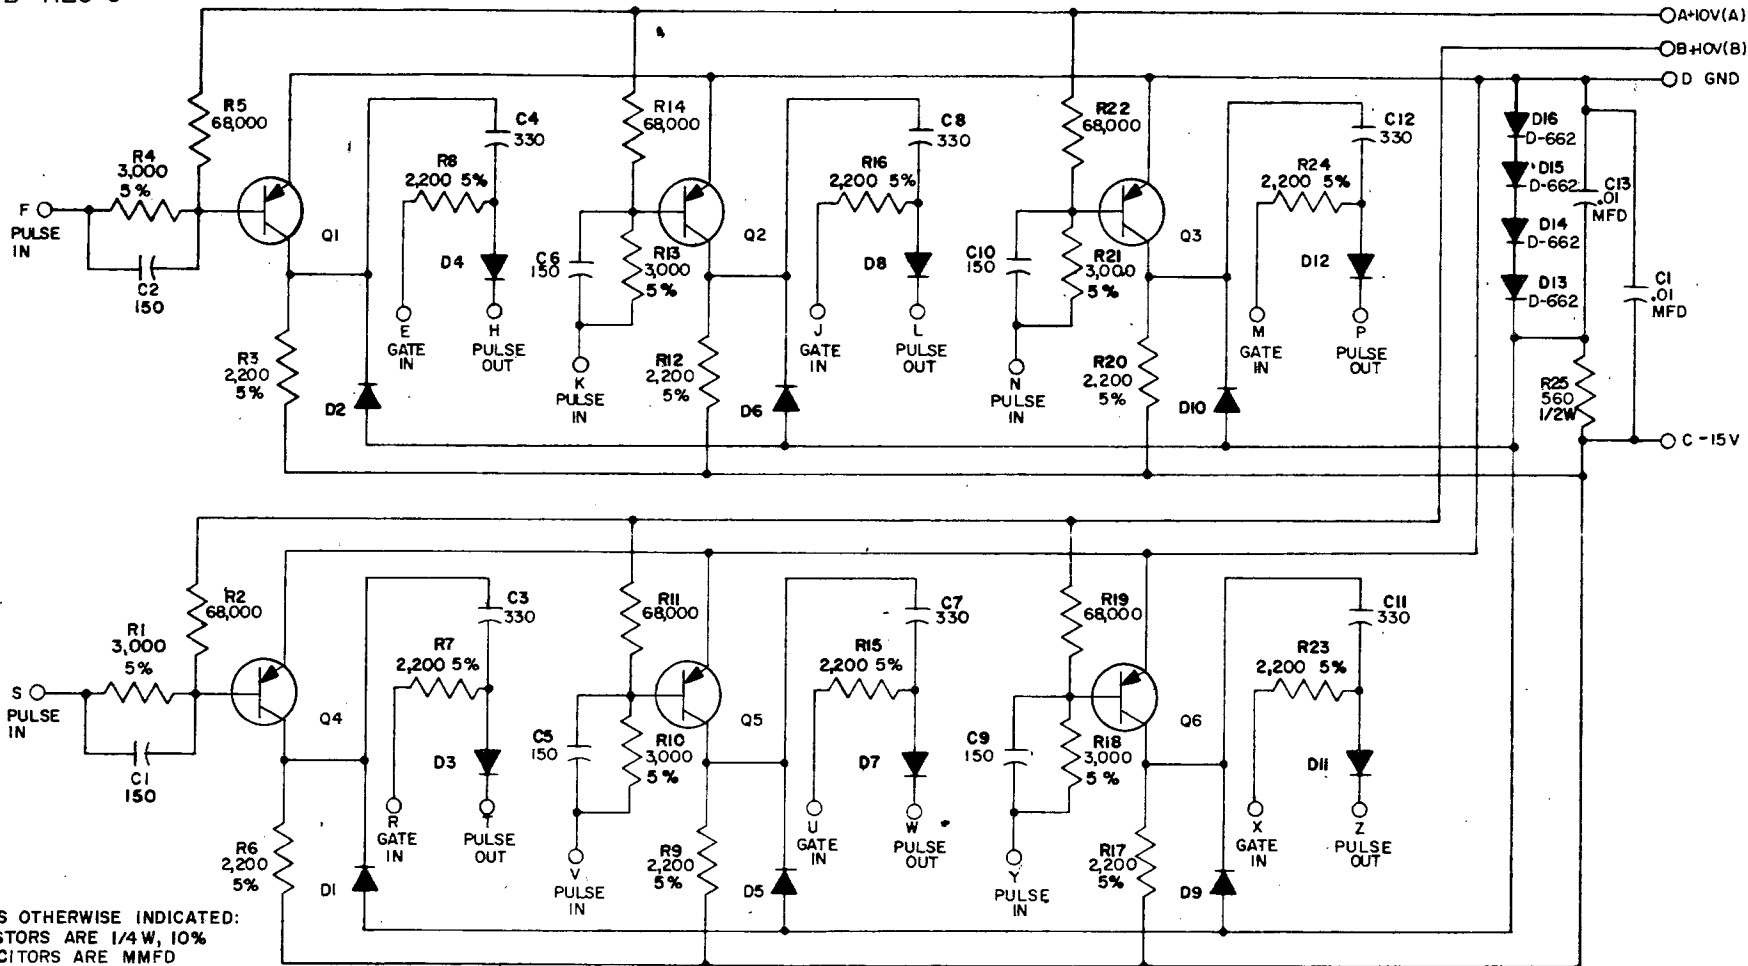 A+10V(A)
B+10V(B)
D GND
R5
68,000
R4
3,000
5%
F
PULSE
IN
C2
150
Q1
R3
2,200
5%
D2
C4
330
R8
2,200 5%
D4
E
GATE
IN
H
PULSE
OUT
R14
68,000
C6
150
R13
3,000
5%
K
PULSE
IN
Q2
R12
2,200
5%
D6
C8
330
R16
2,200 5%
D8
J
GATE
IN
L
PULSE
OUT
R22
68,000
C10
150
R21
3,000
5%
N
PULSE
IN
Q3
R20
2,200
5%
D10
C12
330
R24
2,200 5%
D12
M
GATE
IN
P
PULSE
OUT
D16
D-662
D15
D-662
D14
D-662
D13
D-662
C13
.01
MFD
C1
.01
MFD
R25
560
1/2W
C -15V
R2
68,000
R1
3,000
5%
S
PULSE
IN
C1
150
Q4
R6
2,200
5%
D1
C3
330
R7
2,200 5%
D3
R
GATE
IN
PULSE
OUT
R11
68,000
C5
150
R10
3,000
5%
V
PULSE
IN
Q5
R9
2,200
5%
D5
C7
330
R15
2,200 5%
D7
U
GATE
IN
W
PULSE
OUT
R19
68,000
C9
150
R18
3,000
5%
Y
PULSE
IN
Q6
R17
2,200
5%
D9
C11
330
R23
2,200 5%
D11
X
GATE
IN
Z
PULSE
OUT
S OTHERWISE INDICATED:
STORS ARE 1/4 W, 10%
CITORS ARE MMFD